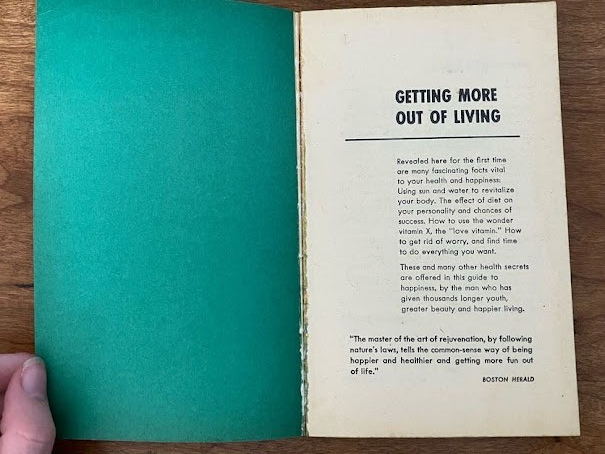 GETTING MORE
OUT OF LIVING
Revealed here for the first time
are many fascinating facts vital
to your health and happiness:
Using sun and water to revitalize
your body. The effect of diet on
your personality and chances of
success. How to use the wonder
vitamin X, the "love vitamin." How
to get rid of worry, and find time
to do everything you want.
These and many other health secrets
are offered in this guide to
happiness, by the man who has
given thousands longer youth,
greater beauty and happier living.
"The master of the art of rejuvenation, by following
nature's laws, tells the common-sense way of being
happier and healthier and getting more fun out
of life."
BOSTON HERALD